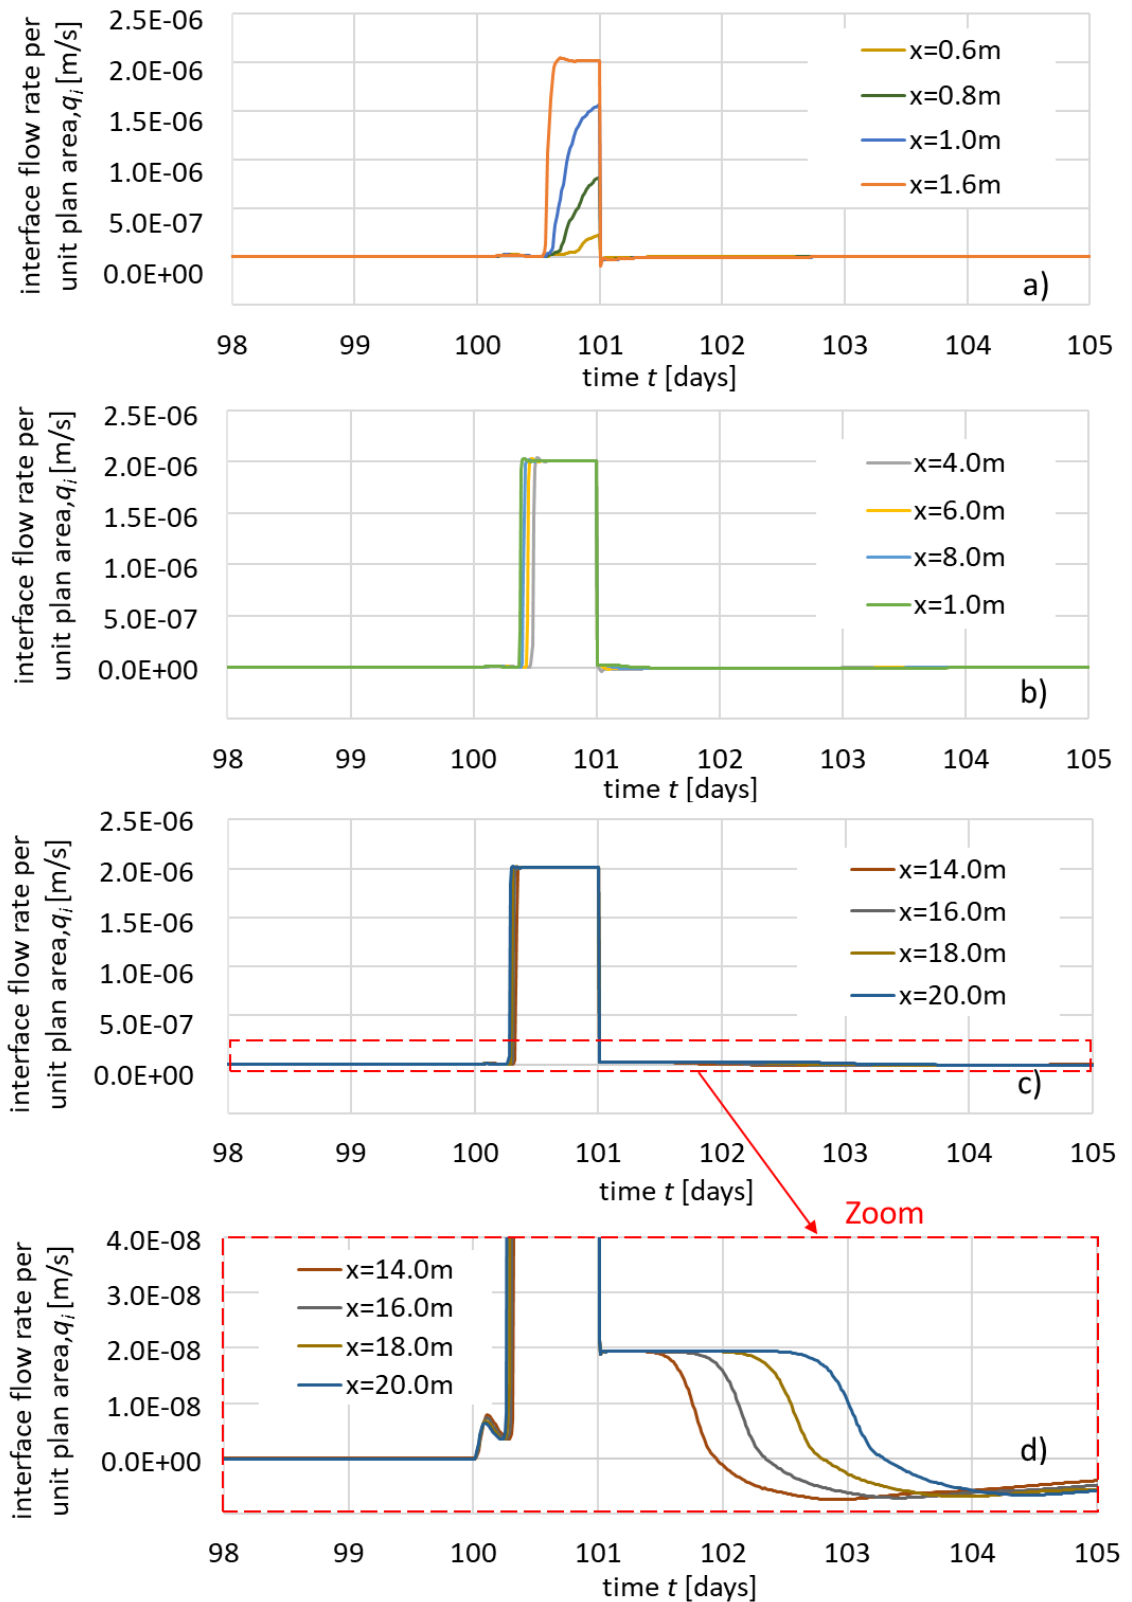 interface flow rate per
unit plan area,qᵢ [m/s]
2.5E-06
2.0E-06
1.5E-06
1.0E-06
5.0E-07
0.0E+00
x=0.6m
x=0.8m
x=1.0m
x=1.6m
a)
98 99 100 101 102 103 104 105
time t [days]
interface flow rate per
unit plan area,qᵢ [m/s]
2.5E-06
2.0E-06
1.5E-06
1.0E-06
5.0E-07
0.0E+00
x=4.0m
x=6.0m
x=8.0m
x=1.0m
b)
98 99 100 101 102 103 104 105
time t [days]
interface flow rate per
unit plan area,qᵢ [m/s]
2.5E-06
2.0E-06
1.5E-06
1.0E-06
5.0E-07
0.0E+00
x=14.0m
x=16.0m
x=18.0m
x=20.0m
c)
98 99 100 101 102 103 104 105
time t [days]
Zoom
interface flow rate per
unit plan area,qᵢ [m/s]
4.0E-08
3.0E-08
2.0E-08
1.0E-08
0.0E+00
x=14.0m
x=16.0m
x=18.0m
x=20.0m
d)
98 99 100 101 102 103 104 105
time t [days]